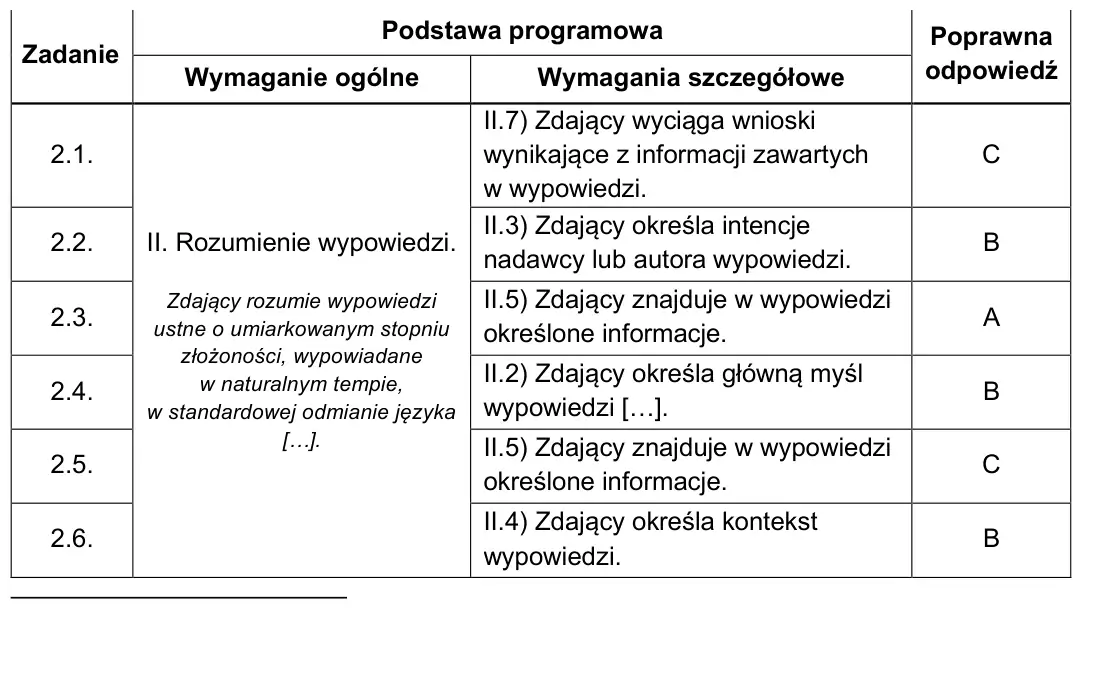 Zadanie
Podstawa programowa
Poprawna
odpowiedź
Wymaganie ogólne
Wymagania szczegółowe
2.1.
II.7) Zdający wyciąga wnioski
wynikające z informacji zawartych
w wypowiedzi.
C
2.2.
II. Rozumienie wypowiedzi.
II.3) Zdający określa intencje
nadawcy lub autora wypowiedzi.
B
Zdający rozumie wypowiedzi
ustne o umiarkowanym stopniu
złożoności, wypowiadane
w naturalnym tempie,
w standardowej odmianie języka
[…].
2.3.
II.5) Zdający znajduje w wypowiedzi
określone informacje.
A
2.4.
II.2) Zdający określa główną myśl
wypowiedzi […].
B
2.5.
II.5) Zdający znajduje w wypowiedzi
określone informacje.
C
2.6.
II.4) Zdający określa kontekst
wypowiedzi.
B